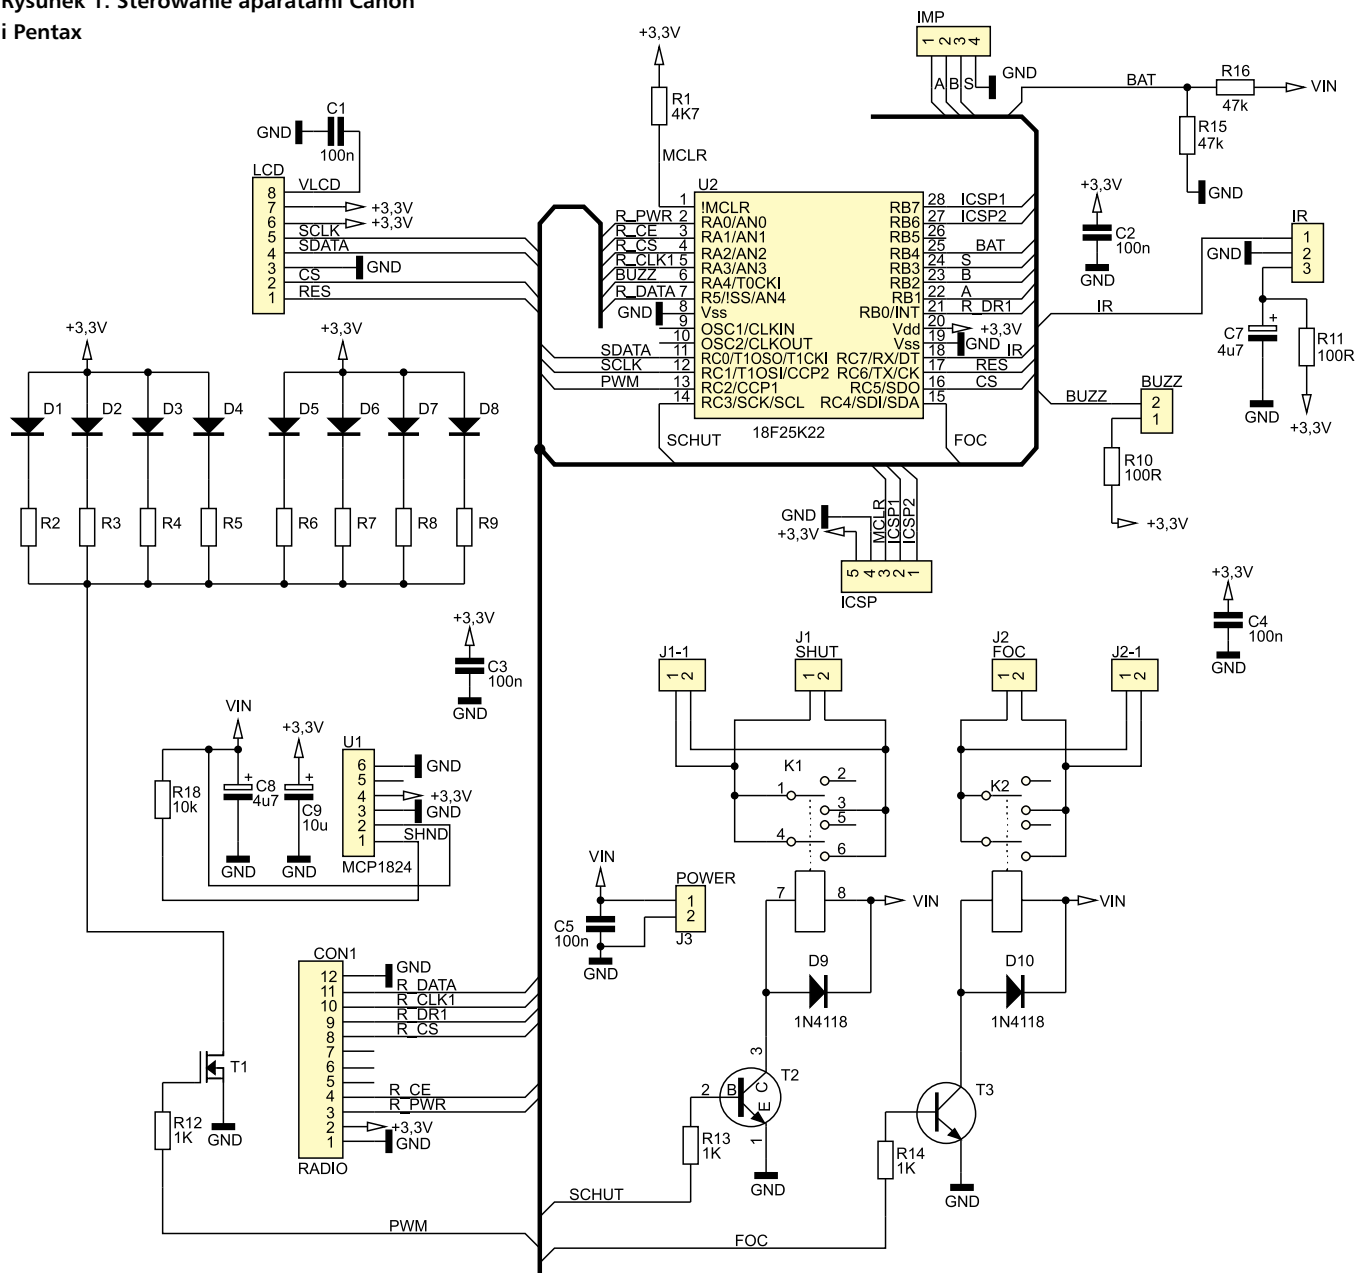 Rysunek 1. Sterowanie aparatami Canon
i Pentax
IMP
1 2 3 4
A B S
GND
BAT
R16
47k
VIN
R15
47k
GND
+3,3V
R1
4K7
MCLR
C1
100n
GND
LCD
8 VLCD
7 +3,3V
6 +3,3V
5 SCLK
4 SDATA
3 GND
2 CS
1 RES
U2
1 !MCLR
R_PWR 2 RA0/AN0
R_CE 3 RA1/AN1
R_CS 4 RA2/AN2
R_CLK1 5 RA3/AN3
BUZZ 6 RA4/T0CKI
R_DATA 7 R5/!SS/AN4
GND 8 Vss
9 OSC1/CLKIN
10 OSC2/CLKOUT
SDATA 11 RC0/T1OSO/T1CKI
SCLK 12 RC1/T1OSI/CCP2
PWM 13 RC2/CCP1
14 RC3/SCK/SCL
RB7 28 ICSP1
RB6 27 ICSP2
RB5 26
RB4 25 BAT
RB3 24 S
RB2 23 B
RB1 22 A
RB0/INT 21 R_DR1
Vdd 20 +3,3V
Vss 19 GND
RC7/RX/DT 18 IR
RC6/TX/CK 17 RES
RC5/SDO 16 CS
RC4/SDI/SDA 15
18F25K22
SCHUT
FOC
+3,3V
C2
100n
GND
IR
1
2
3
GND
IR
C7
4u7
+
GND
R11
100R
+3,3V
BUZZ
BUZZ
2
1
R10
100R
+3,3V
+3,3V
+3,3V
D1 D2 D3 D4 D5 D6 D7 D8
R2 R3 R4 R5 R6 R7 R8 R9
GND
+3,3V
MCLR
ICSP1
ICSP2
5 4 3 2 1
ICSP
+3,3V
C4
100n
GND
+3,3V
C3
100n
GND
J1-1
1 2
J1
SHUT
1 2
J2
FOC
1 2
J2-1
1 2
VIN
+3,3V
R18
10k
+
C8
4u7
GND
+
C9
10u
GND
U1
6 GND
5
4 +3,3V
3 GND
2
1 SHND
MCP1824
K1
1
2
3
4
5
6
7
8
VIN
K2
VIN
VIN
C5
100n
GND
POWER
1
2
J3
D9
1N4118
D10
1N4118
CON1
12 GND
11 R_DATA
10 R_CLK1
9 R_DR1
8 R_CS
7
6
5
4 R_CE
3 R_PWR
2 +3,3V
1 GND
RADIO
T1
R12
1K
GND
T2
3
2 B
C
E
1
R13
1K
GND
T3
R14
1K
GND
SCHUT
PWM
FOC